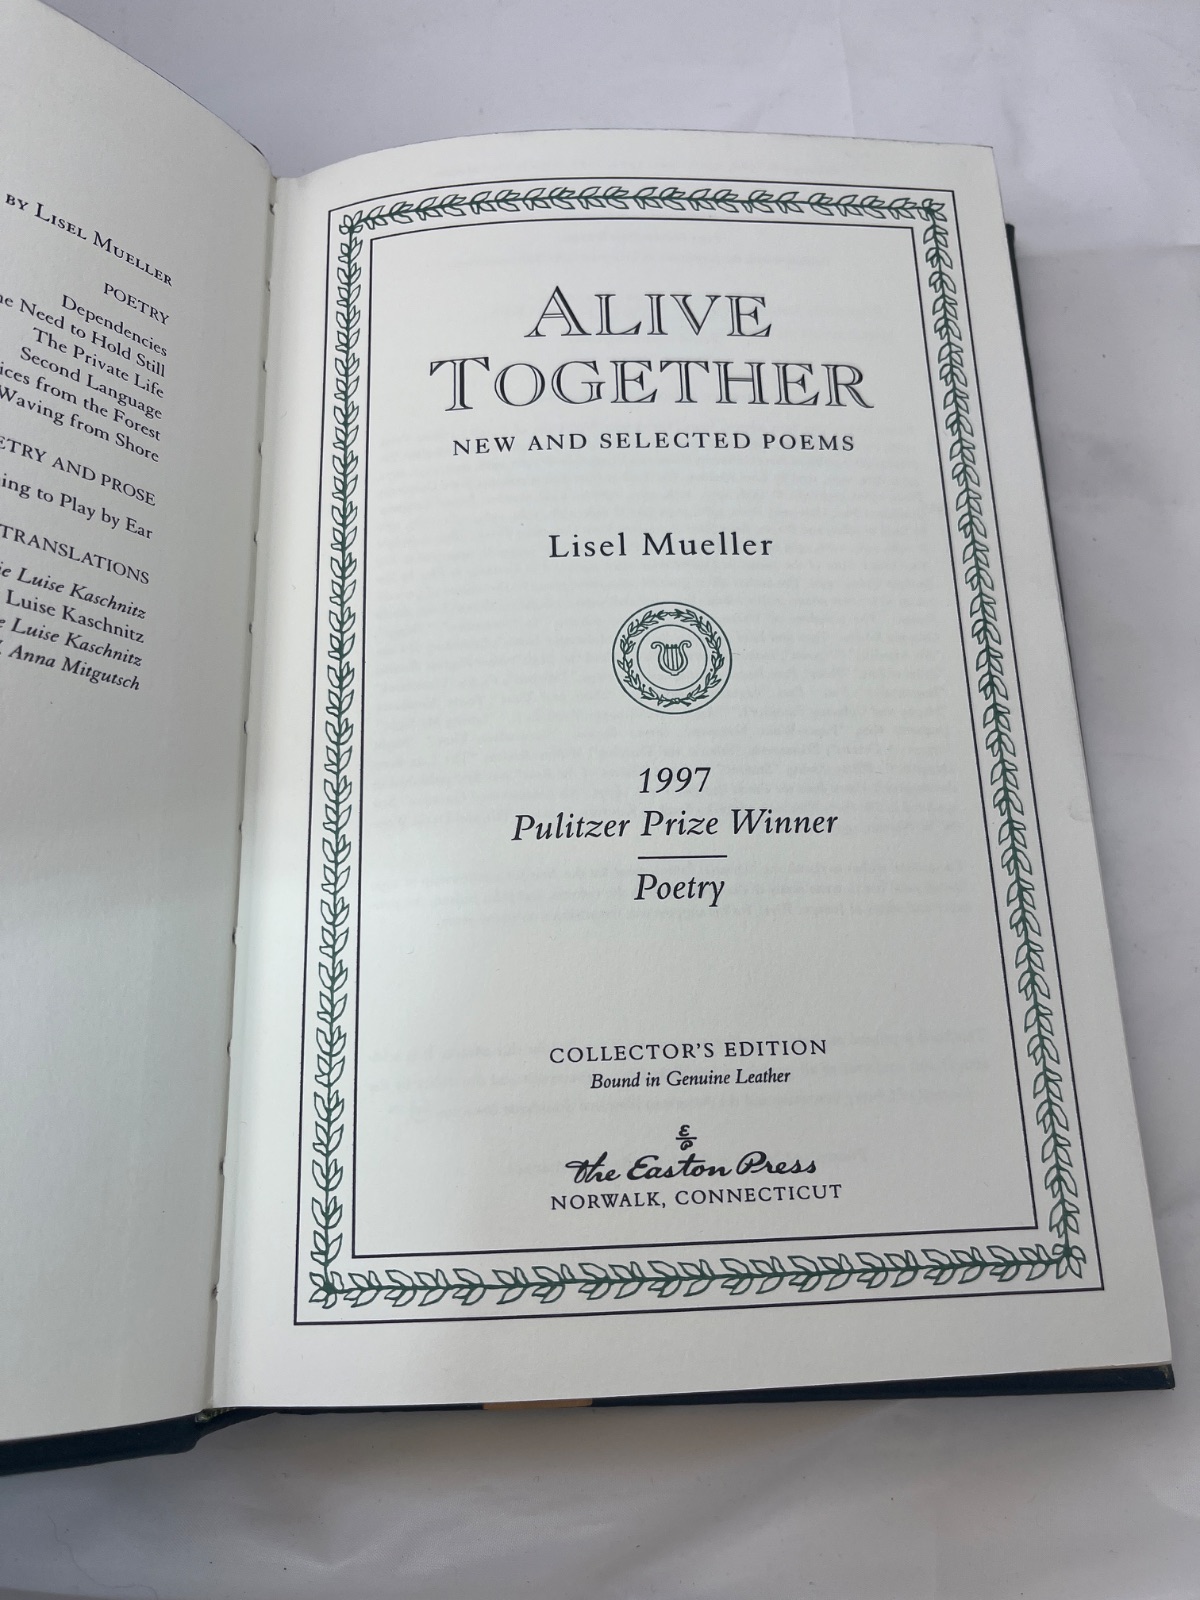 BY LISEL MUELLER
POETRY
Dependencies
Need to Hold Still
The Private Life
Second Language
from the Forest
Waving from Shore
AND PROSE
to Play by Ear
TRANSLATIONS
Luise Kaschnitz
Luise Kaschnitz
Luise Kaschnitz
Anna Mitgutsch
ALIVE
TOGETHER
NEW AND SELECTED POEMS
Lisel Mueller
1997
Pulitzer Prize Winner
Poetry
COLLECTOR'S EDITION
Bound in Genuine Leather
The Easton Press
NORWALK, CONNECTICUT